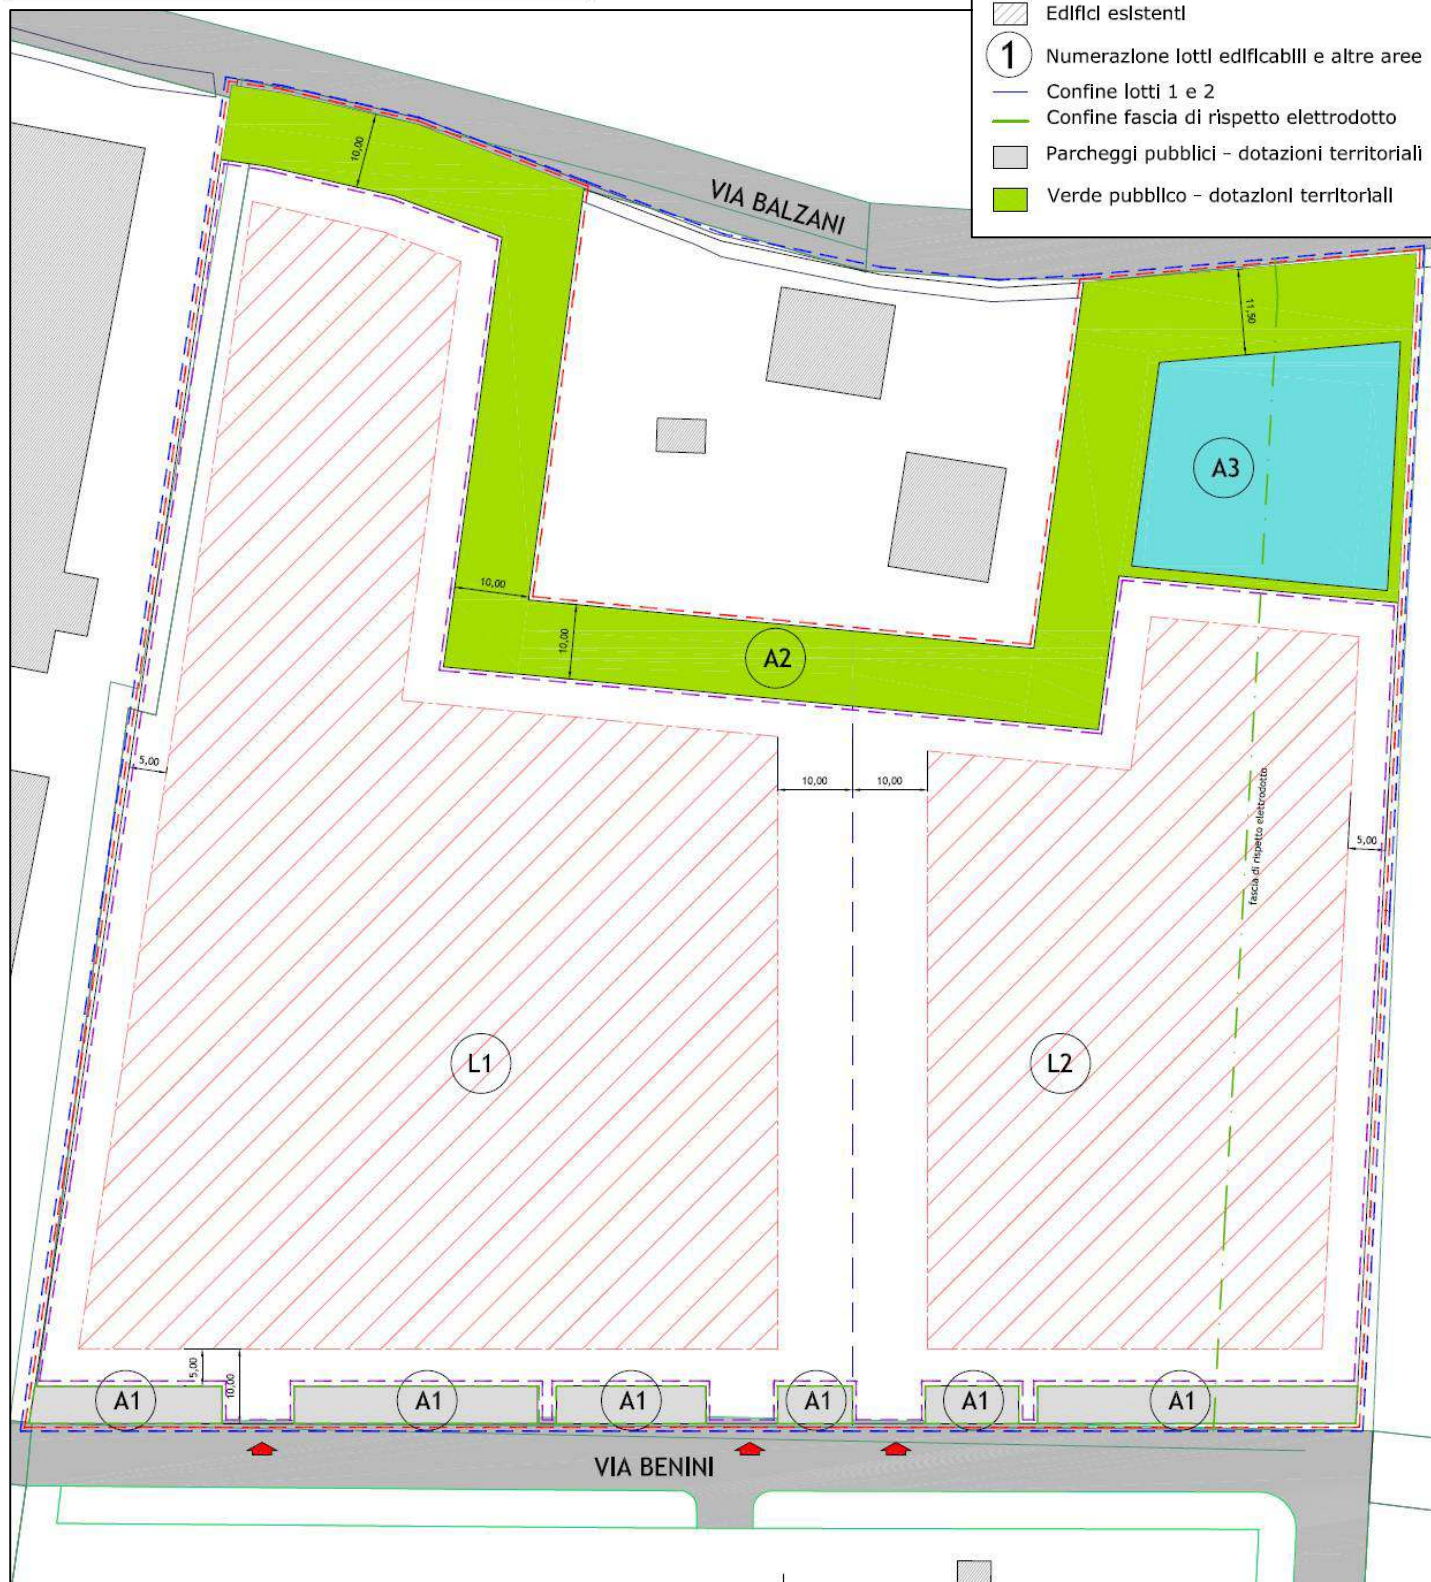 Edifici esistenti
1 Numerazione lotti edificabili e altre aree
Confine lotti 1 e 2
Confine fascia di rispetto elettrodotto
Parcheggi pubblici - dotazioni territoriali
Verde pubblico - dotazioni territoriali
VIA BALZANI
10,00
11,50
A3
10,00
10,00
A2
5,00
10,00
10,00
fascia di rispetto elettrodotto
5,00
L1
L2
5,00
10,00
A1
A1
A1
A1
A1
A1
VIA BENINI